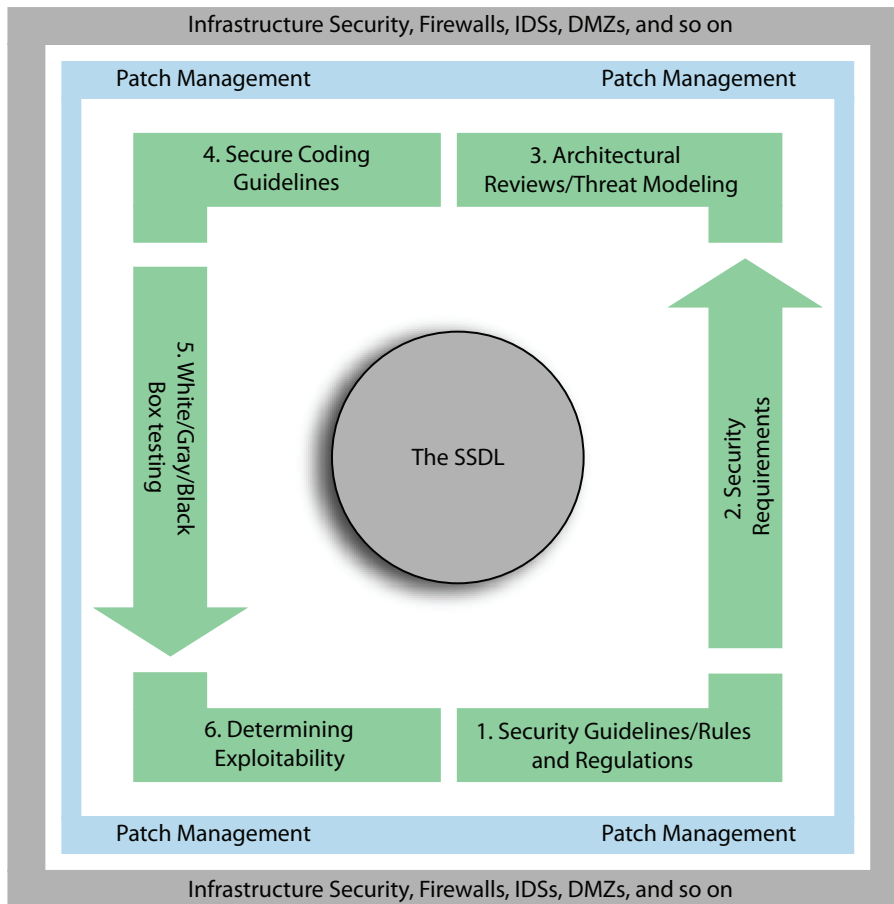 Infrastructure Security, Firewalls, IDSs, DMZs, and so on
Patch Management
Patch Management
4. Secure Coding
Guidelines
3. Architectural
Reviews/Threat Modeling
5. White/Gray/Black
Box testing
The SSDL
2. Security
Requirements
6. Determining
Exploitability
1. Security Guidelines/Rules
and Regulations
Patch Management
Patch Management
Infrastructure Security, Firewalls, IDSs, DMZs, and so on